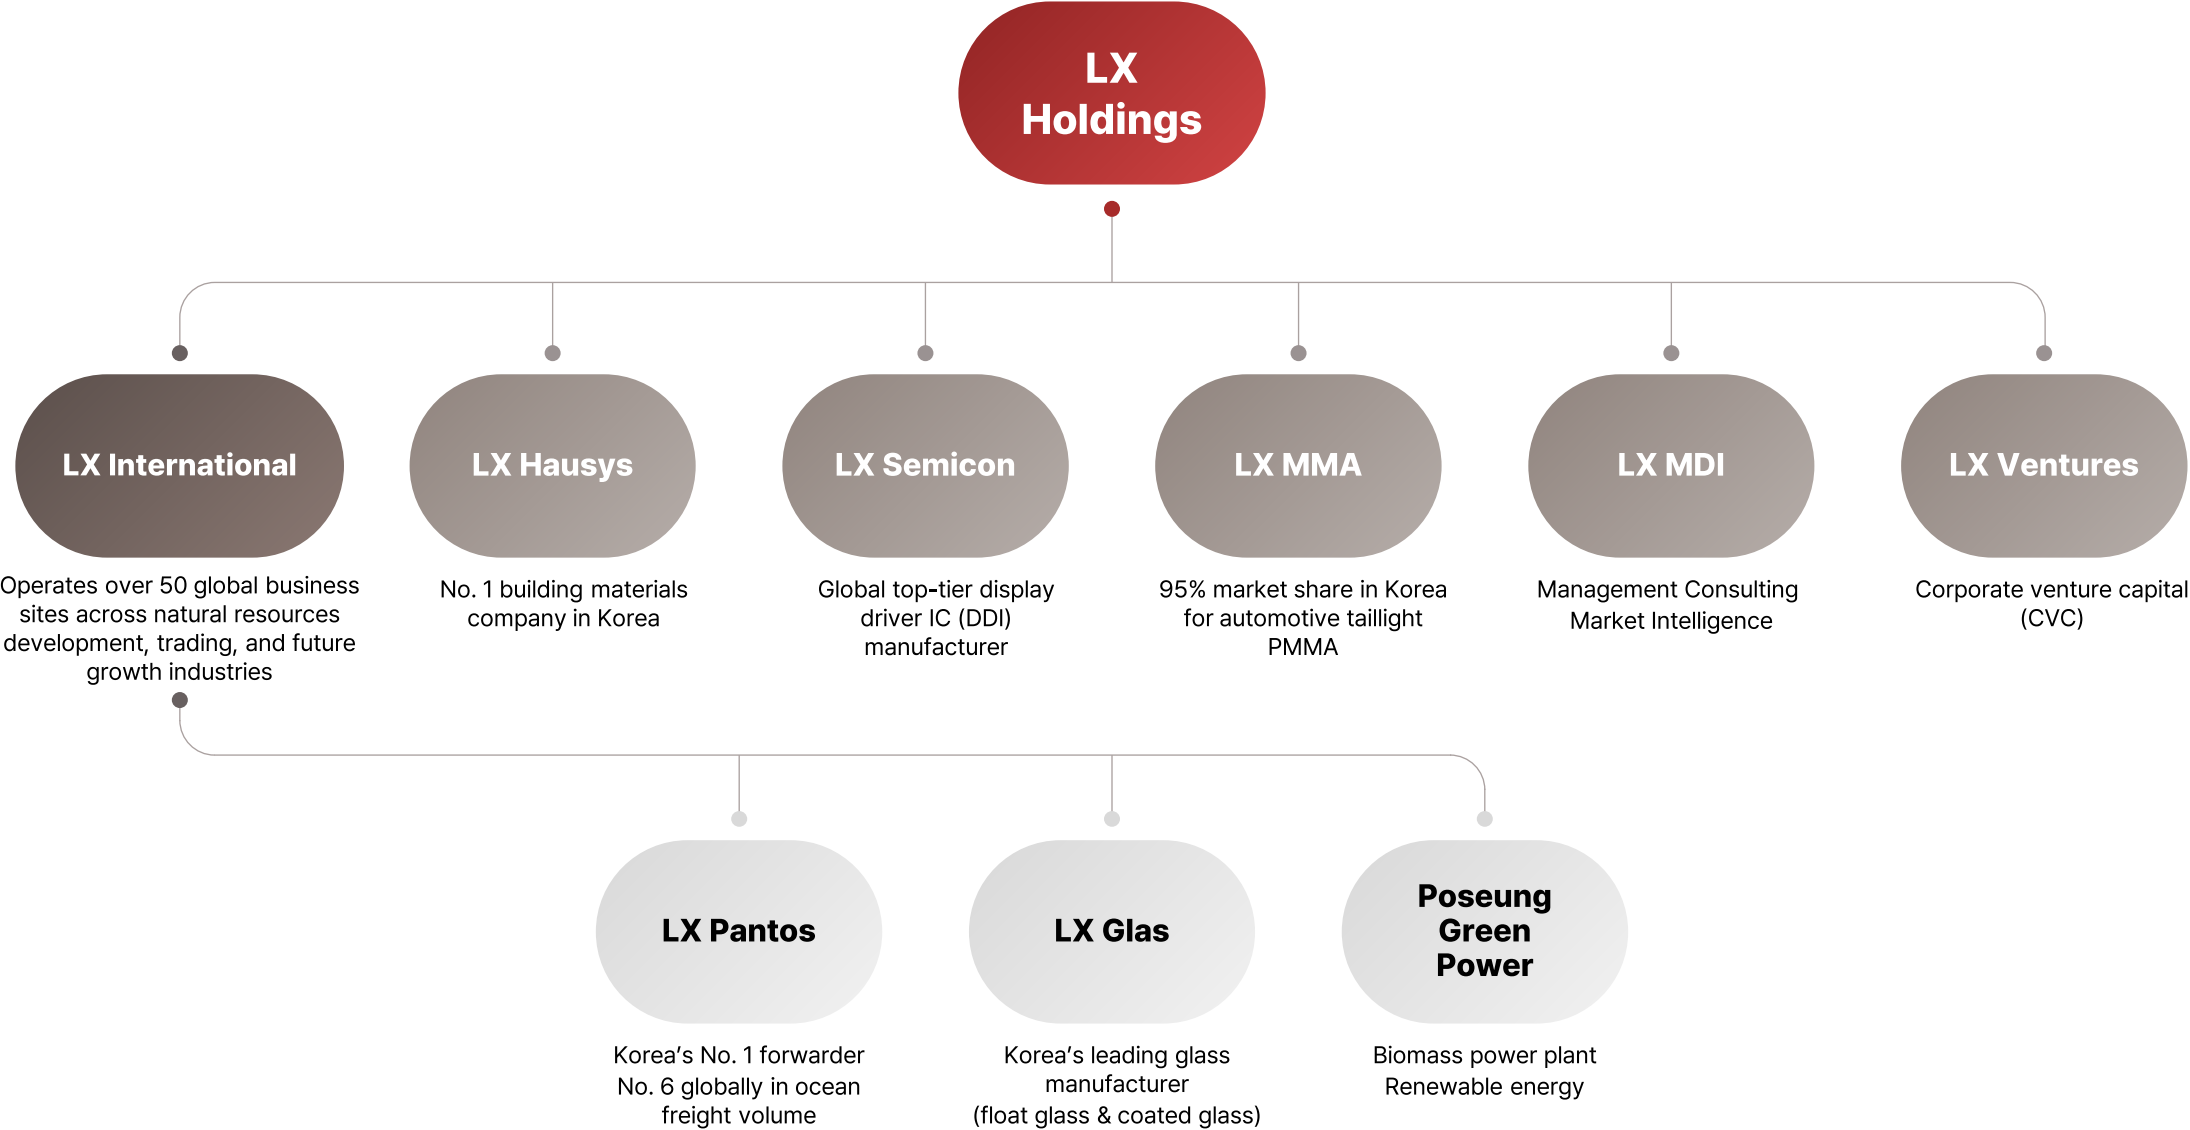 LX
Holdings
LX International
LX Hausys
LX Semicon
LX MMA
LX MDI
LX Ventures
Operates over 50 global business
sites across natural resources
development, trading, and future
growth industries
No. 1 building materials
company in Korea
Global top-tier display
driver IC (DDI)
manufacturer
95% market share in Korea
for automotive taillight
PMMA
Management Consulting
Market Intelligence
Corporate venture capital
(CVC)
LX Pantos
LX Glas
Poseung
Green
Power
Korea’s No. 1 forwarder
No. 6 globally in ocean
freight volume
Korea’s leading glass
manufacturer
(float glass & coated glass)
Biomass power plant
Renewable energy